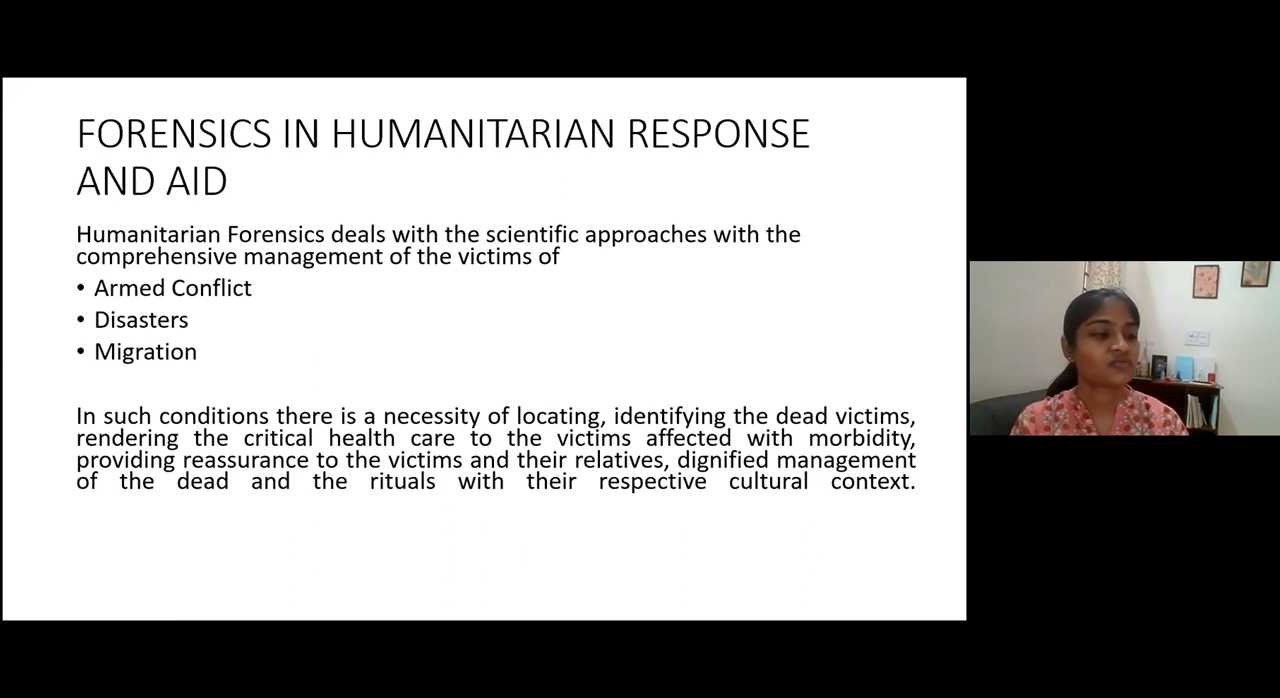 FORENSICS IN HUMANITARIAN RESPONSE
AND AID
Humanitarian Forensics deals with the scientific approaches with the
comprehensive management of the victims of
• Armed Conflict
• Disasters
• Migration
In such conditions there is a necessity of locating, identifying the dead victims,
rendering the critical health care to the victims affected with morbidity,
providing reassurance to the victims and their relatives, dignified management
of the dead and the rituals with their respective cultural context.